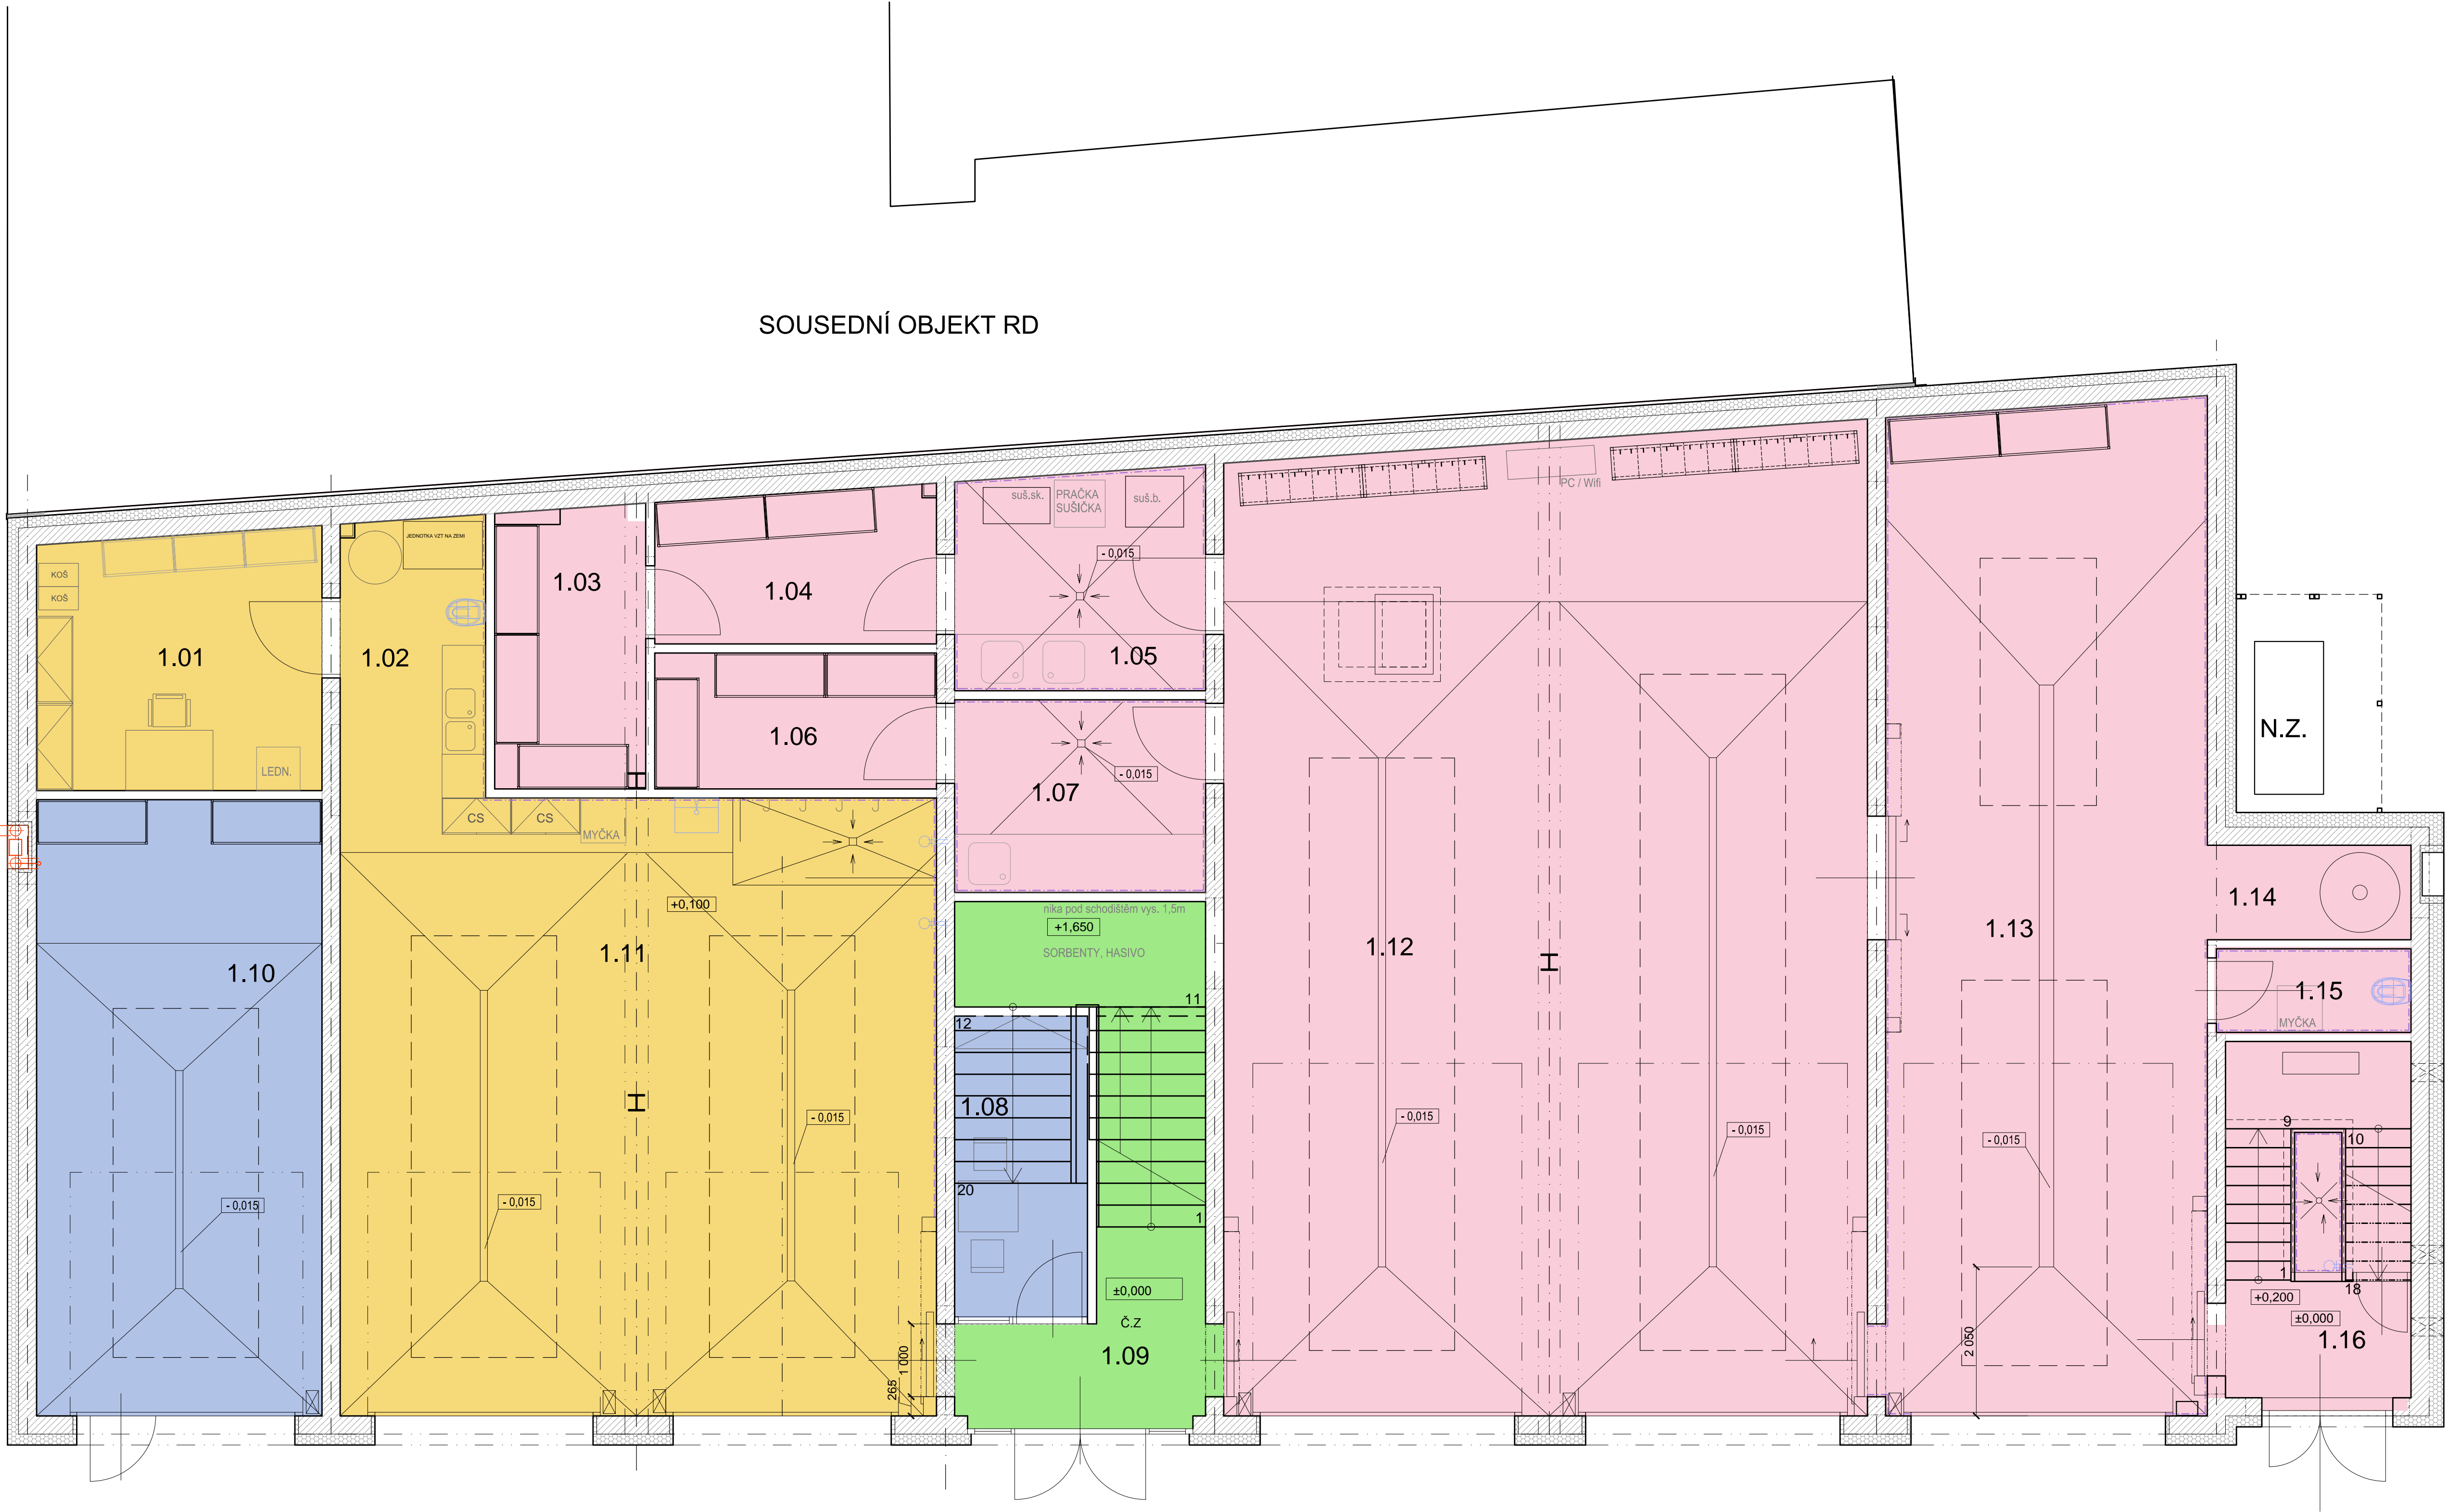 SOUSEDNÍ OBJEKT RD
suš.sk.
PRAČKA
SUŠIČKA
suš.b.
PC / Wifi
JEDNOTKA VZT NA ZEMI
- 0,015
KOŠ
KOŠ
1.03
1.04
1.01
1.02
1.05
1.06
N.Z.
LEDN.
- 0,015
1.07
CS
CS
MYČKA
+0,100
nika pod schodištěm vys. 1,5m
+1,650
SORBENTY, HASIVO
1.11
1.10
1.12
1.13
1.14
1.15
MYČKA
11
12
1.08
- 0,015
- 0,015
- 0,015
- 0,015
9
10
20
- 0,015
- 0,015
1
±0,000
1
18
+0,200
±0,000
Č.Z
1.09
1 000
265
2 050
1.16